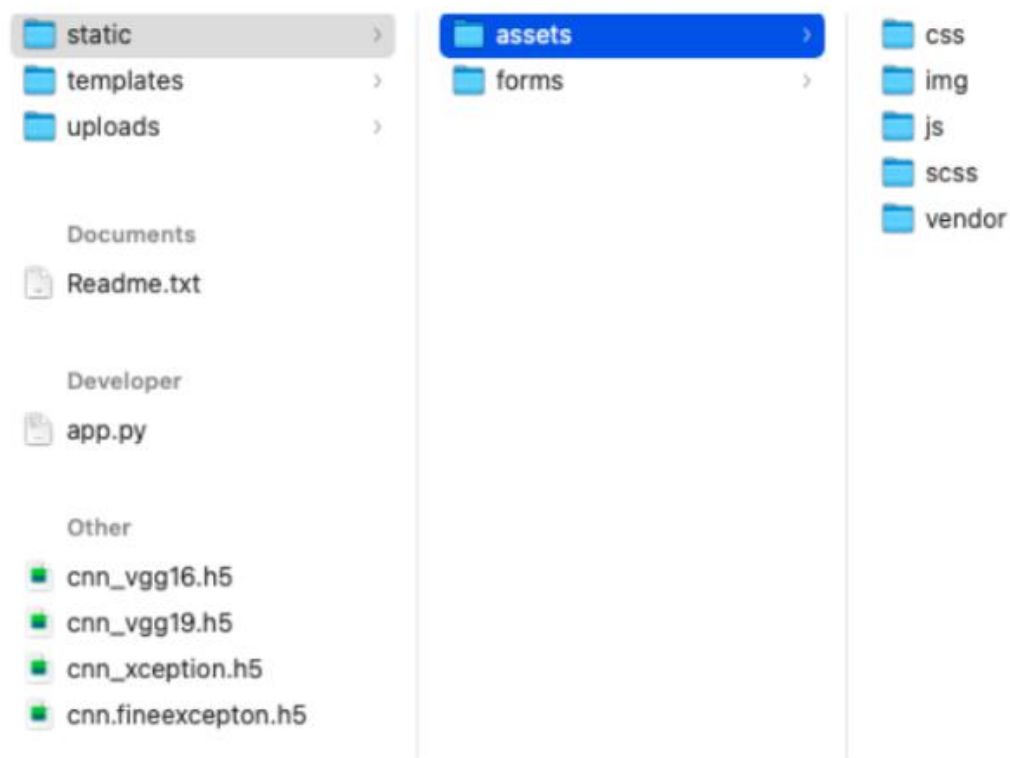 static
templates
uploads
Documents
Readme.txt
Developer
app.py
Other
cnn_vgg16.h5
cnn_vgg19.h5
cnn_xception.h5
cnn.fineexcepton.h5
assets
forms
css
img
js
scss
vendor